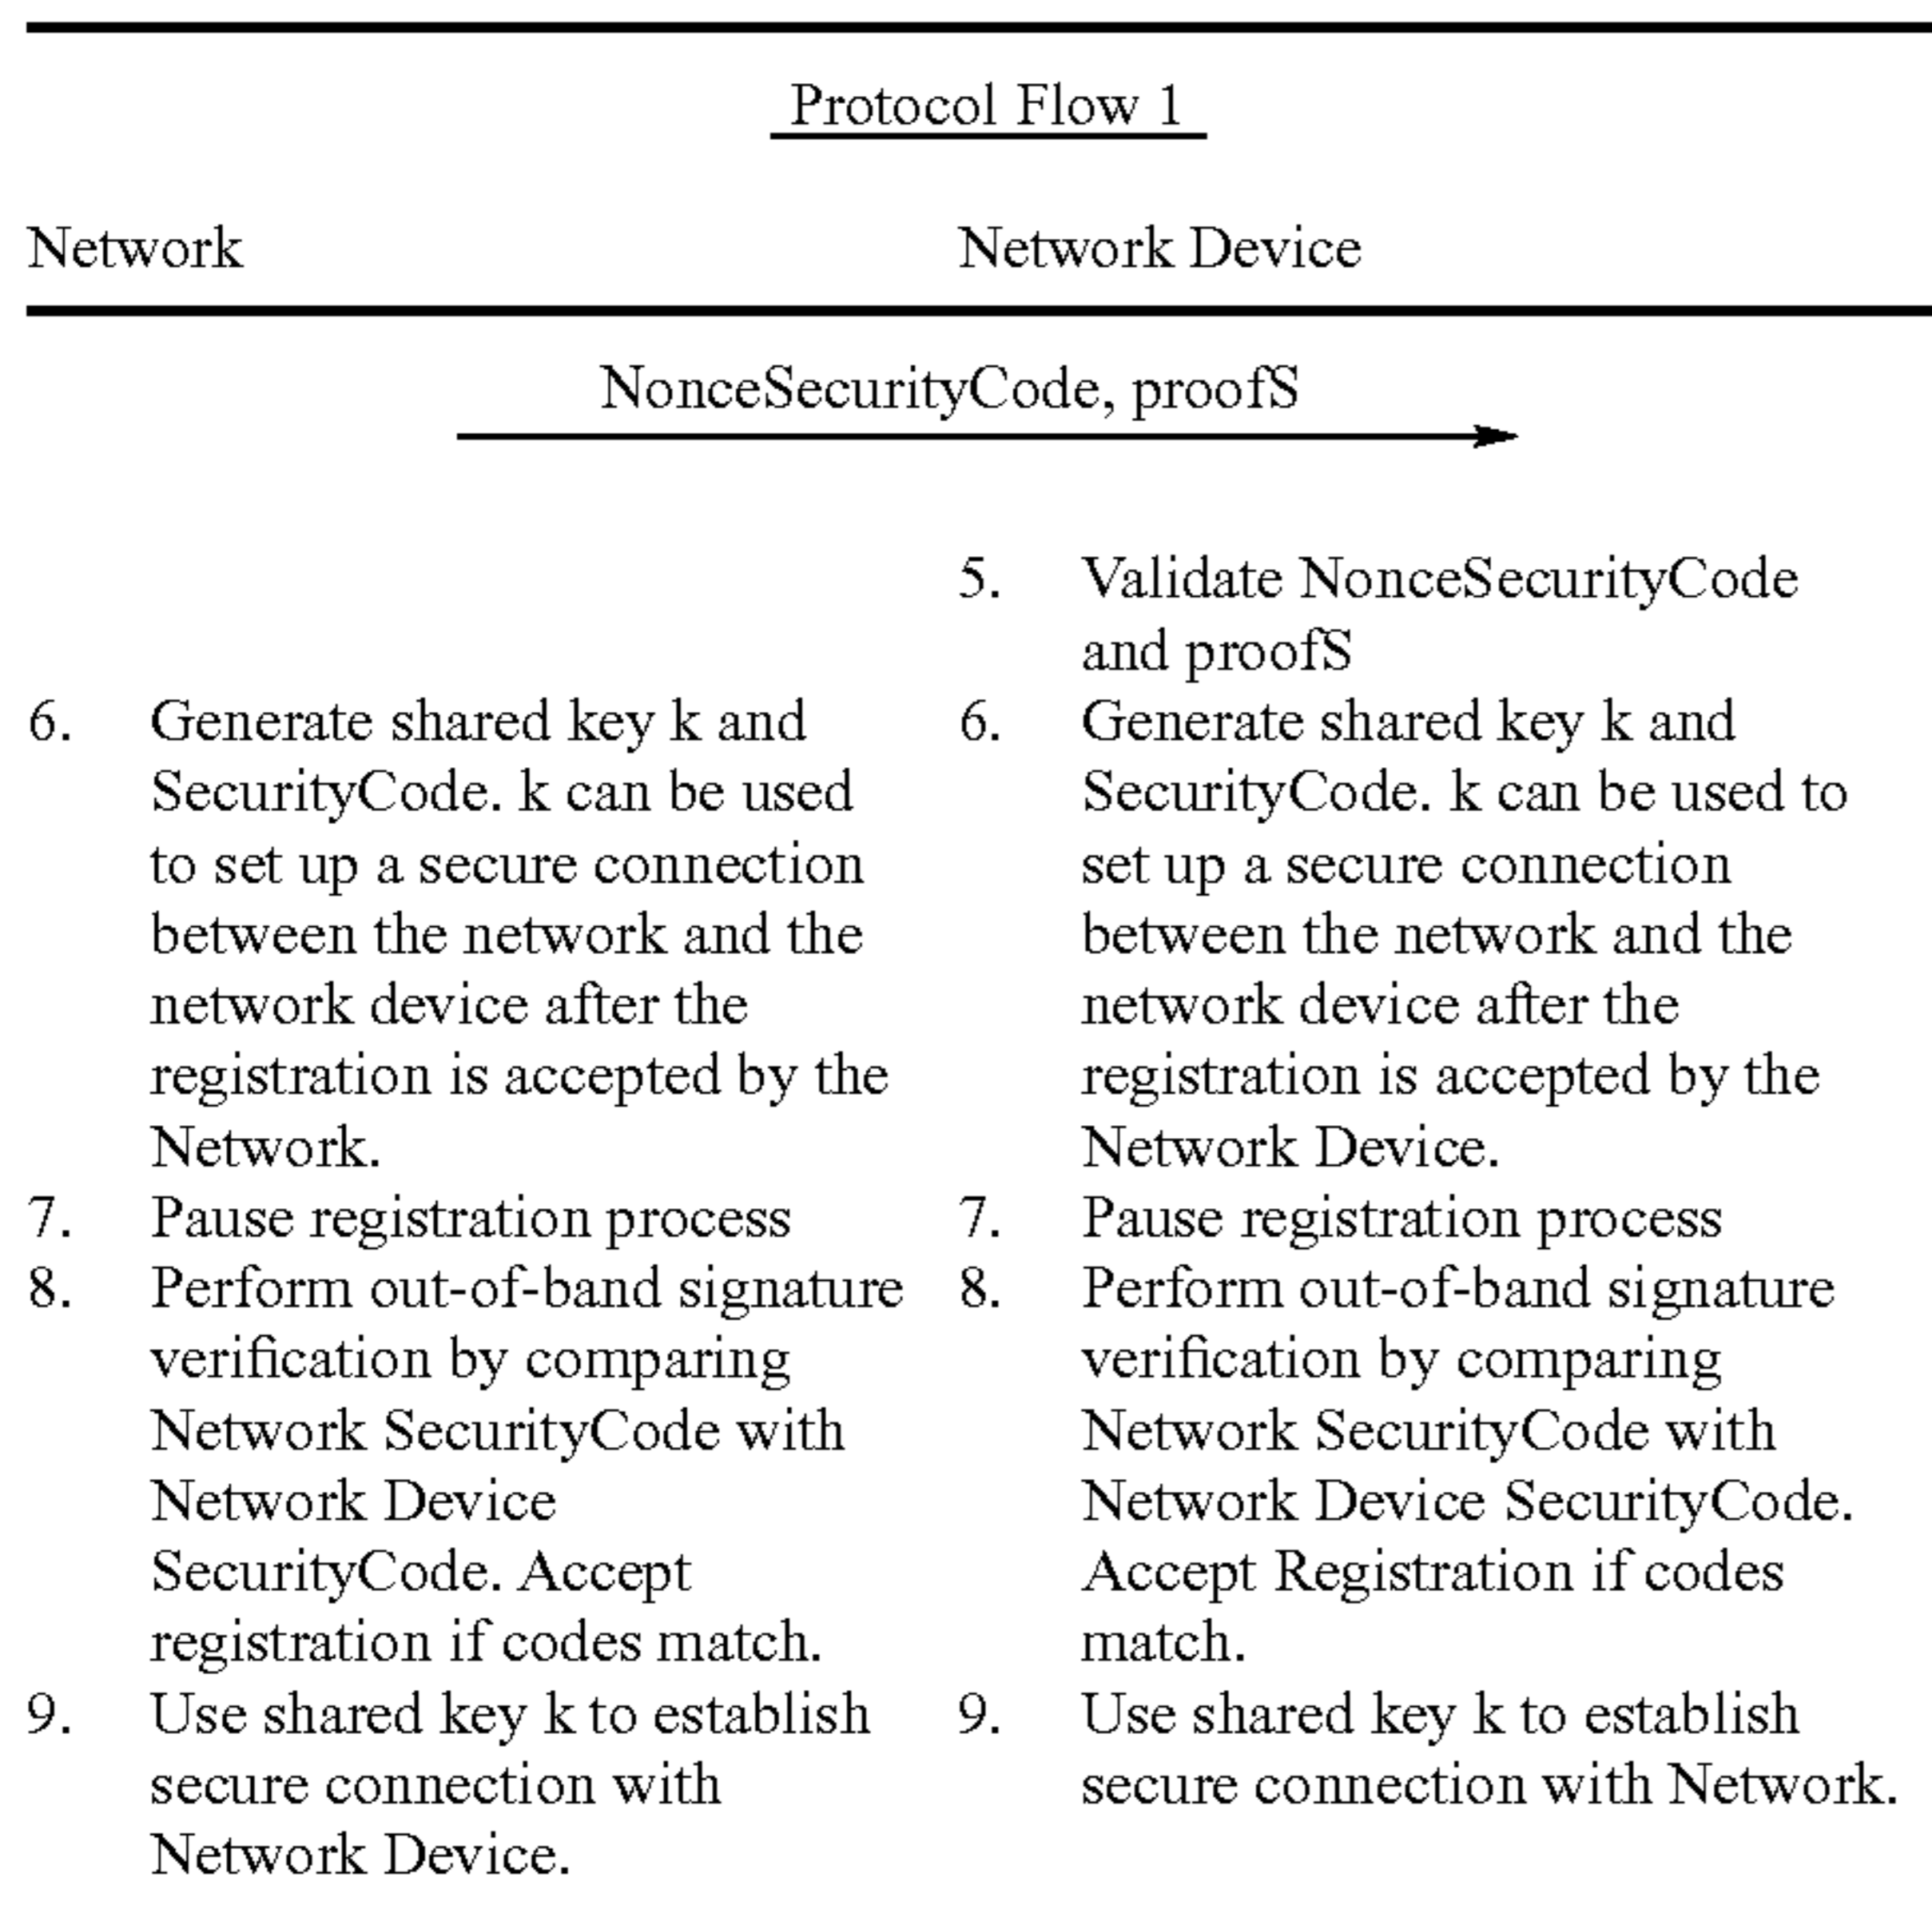 Protocol Flow 1
Network Network Device
NonceSecurityCode, proofS
5. Validate NonceSecurityCode
and proofS
6. Generate shared key k and 6. Generate shared key k and
SecurityCode. k can be used SecurityCode. k can be used to
to set up a secure connection set up a secure connection
between the network and the between the network and the
network device after the network device after the
registration is accepted by the registration is accepted by the
Network. Network Device.
7. Pause registration process 7. Pause registration process
8. Perform out-of-band signature 8. Perform out-of-band signature
verification by comparing verification by comparing
Network SecurityCode with Network SecurityCode with
Network Device Network Device SecurityCode.
SecurityCode. Accept Accept Registration if codes
registration if codes match. match.
9. Use shared key k to establish 9. Use shared key k to establish
secure connection with secure connection with Network.
Network Device.